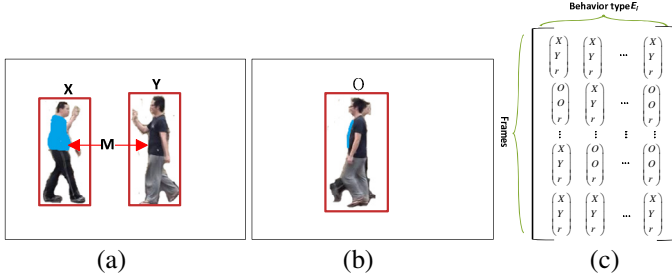 Behavior type E_l
X
Y
M
O
Frames
X X ... X
Y Y ... Y
r r ... r
O X ... O
O Y ... O
r r ... r
⋮ ⋮ ... ⋮
X O ... O
Y O ... O
r r ... r
X X ... X
Y Y ... Y
r r ... r
(a) (b) (c)